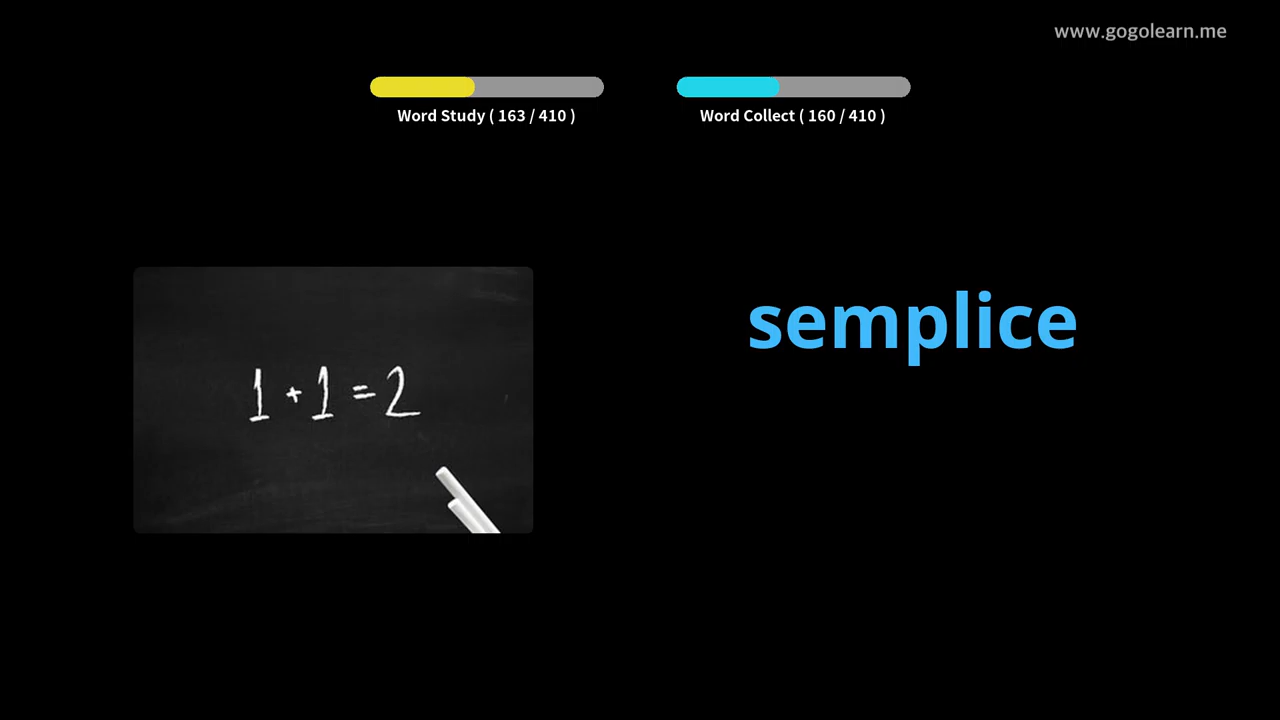 www.gogolearn.me
Word Study ( 163 / 410 )
Word Collect ( 160 / 410 )
semplice
1 + 1 = 2